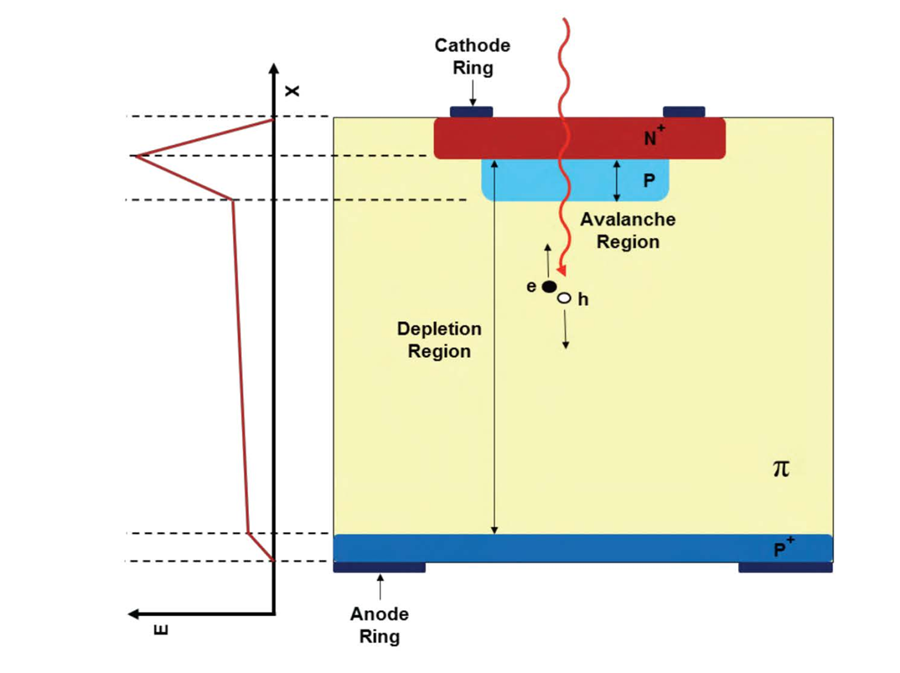 Cathode
Ring
X
N+
P
Avalanche
Region
e
h
Depletion
Region
π
P+
E
Anode
Ring